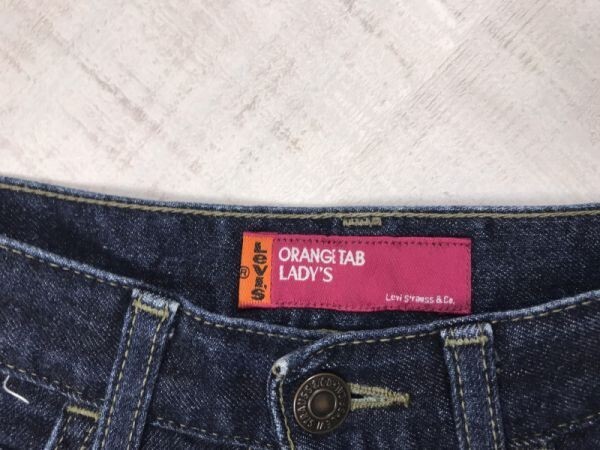 LEVI'S
®
ORANGE TAB
LADY'S
Levi Strauss & Co.